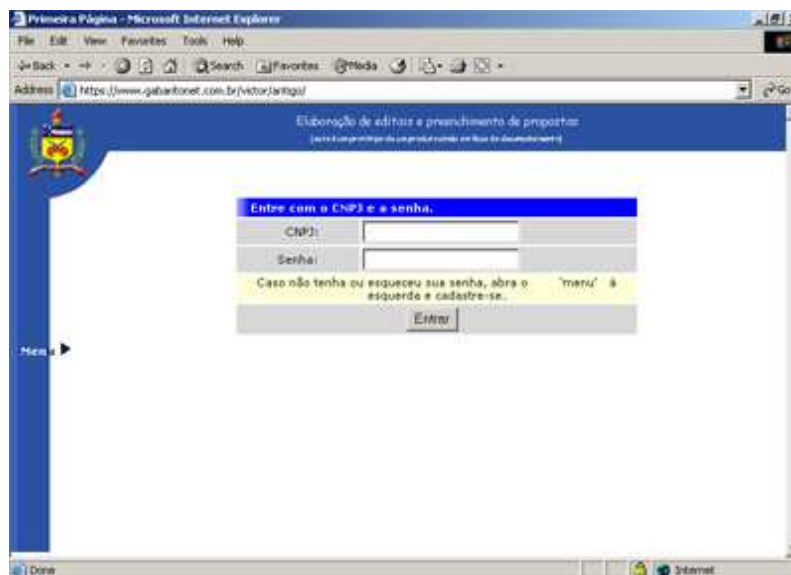 Primeira Página - Microsoft Internet Explorer
File Edit View Favorites Tools Help
Back Search Favorites Media
Address https://www.gabaritonet.com.br/victor/antigo/ Go
Elaboração de editais e preenchimento de propostas
Entre com o CNPJ e a senha.
CNPJ:
Senha:
Caso não tenha ou esqueceu sua senha, abra o "menu" à
esquerda e cadastre-se.
Entrar
Menu
Done Internet